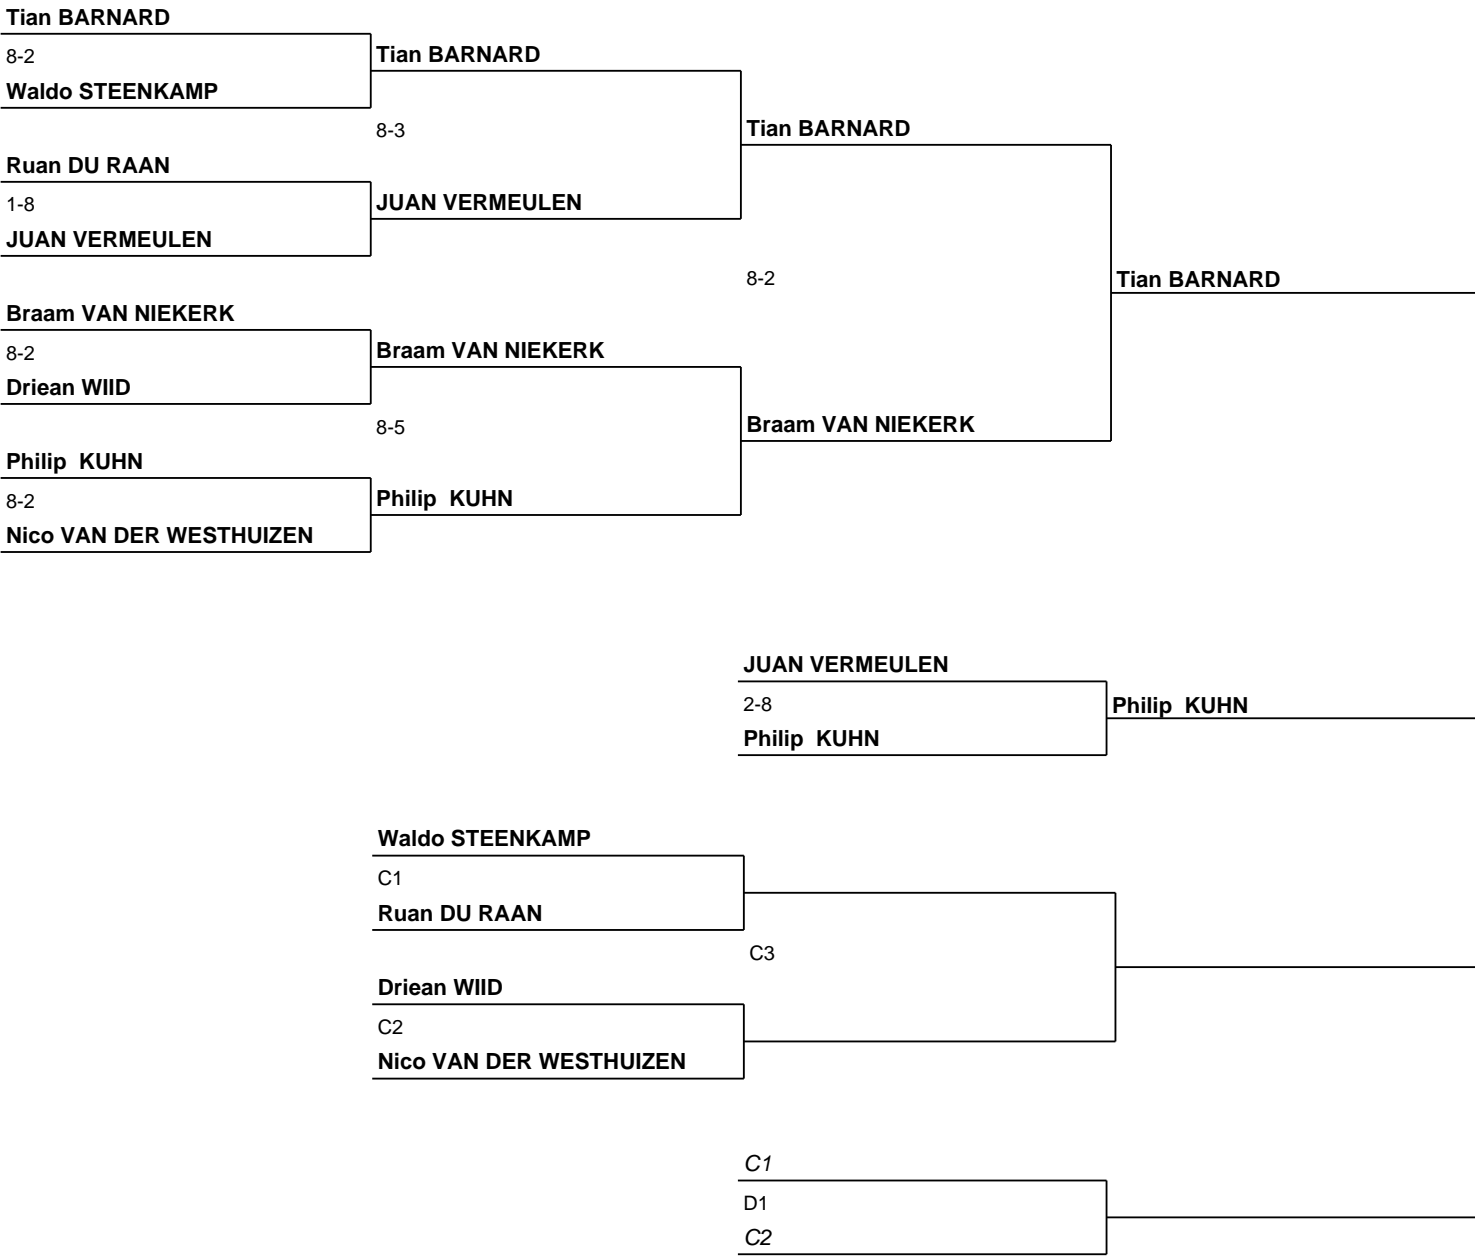 Tian BARNARD
8-2
Tian BARNARD
Waldo STEENKAMP
8-3
Tian BARNARD
Ruan DU RAAN
1-8
JUAN VERMEULEN
JUAN VERMEULEN
8-2
Tian BARNARD
Braam VAN NIEKERK
8-2
Braam VAN NIEKERK
Driean WIID
8-5
Braam VAN NIEKERK
Philip  KUHN
8-2
Philip  KUHN
Nico VAN DER WESTHUIZEN
JUAN VERMEULEN
2-8
Philip  KUHN
Philip  KUHN
Waldo STEENKAMP
C1
Ruan DU RAAN
C3
Driean WIID
C2
Nico VAN DER WESTHUIZEN
C1
D1
C2